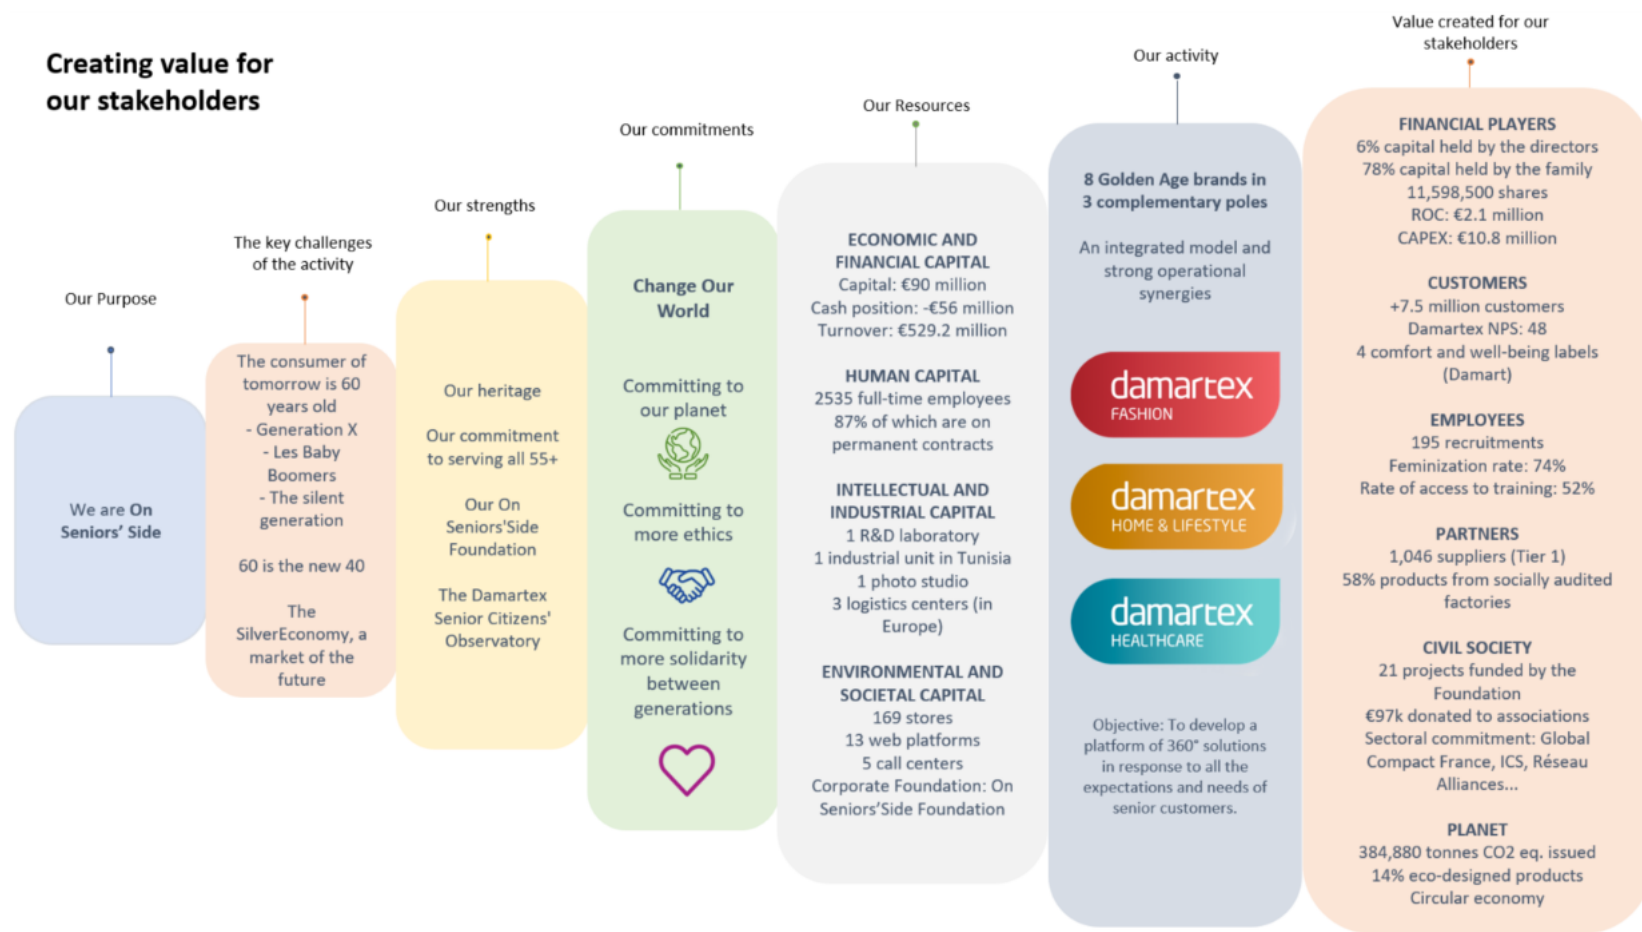 Creating value for
our stakeholders
Our Purpose
We are On
Seniors' Side
The key challenges
of the activity
The consumer of
tomorrow is 60
years old
- Generation X
- Les Baby
Boomers
- The silent
generation
60 is the new 40
The
SilverEconomy, a
market of the
future
Our strengths
Our heritage
Our commitment
to serving all 55+
Our On
Seniors'Side
Foundation
The Damartex
Senior Citizens'
Observatory
Our commitments
Change Our
World
Committing to
our planet
Committing to
more ethics
Committing to
more solidarity
between
generations
Our Resources
ECONOMIC AND
FINANCIAL CAPITAL
Capital: €90 million
Cash position: -€56 million
Turnover: €529.2 million
HUMAN CAPITAL
2535 full-time employees
87% of which are on
permanent contracts
INTELLECTUAL AND
INDUSTRIAL CAPITAL
1 R&D laboratory
1 industrial unit in Tunisia
1 photo studio
3 logistics centers (in
Europe)
ENVIRONMENTAL AND
SOCIETAL CAPITAL
169 stores
13 web platforms
5 call centers
Corporate Foundation: On
Seniors'Side Foundation
Our activity
8 Golden Age brands in
3 complementary poles
An integrated model and
strong operational
synergies
damartex
FASHION
damartex
HOME & LIFESTYLE
damartex
HEALTHCARE
Objective: To develop a
platform of 360° solutions
in response to all the
expectations and needs of
senior customers.
Value created for our
stakeholders
FINANCIAL PLAYERS
6% capital held by the directors
78% capital held by the family
11,598,500 shares
ROC: €2.1 million
CAPEX: €10.8 million
CUSTOMERS
+7.5 million customers
Damartex NPS: 48
4 comfort and well-being labels
(Damart)
EMPLOYEES
195 recruitments
Feminization rate: 74%
Rate of access to training: 52%
PARTNERS
1,046 suppliers (Tier 1)
58% products from socially audited
factories
CIVIL SOCIETY
21 projects funded by the
Foundation
€97k donated to associations
Sectoral commitment: Global
Compact France, ICS, Réseau
Alliances...
PLANET
384,880 tonnes CO2 eq. issued
14% eco-designed products
Circular economy